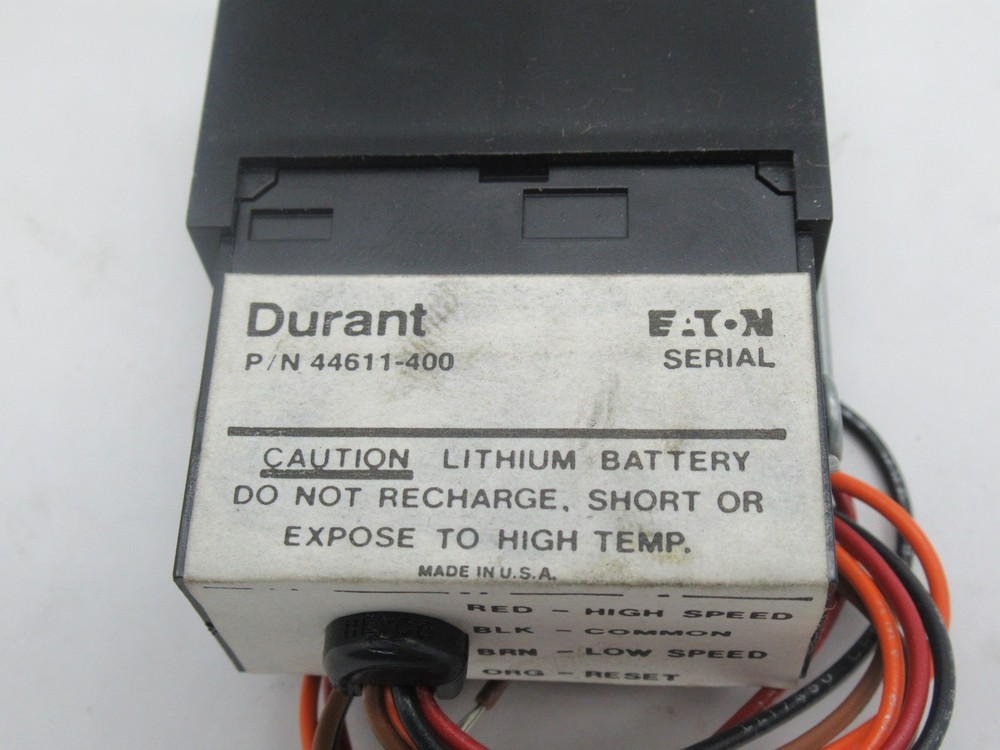 Durant
EATON
P/N 44611-400
SERIAL
CAUTION LITHIUM BATTERY
DO NOT RECHARGE, SHORT OR
EXPOSE TO HIGH TEMP.
MADE IN U.S.A.
RED - HIGH SPEED
BLK - COMMON
BRN - LOW SPEED
ORG - RESET